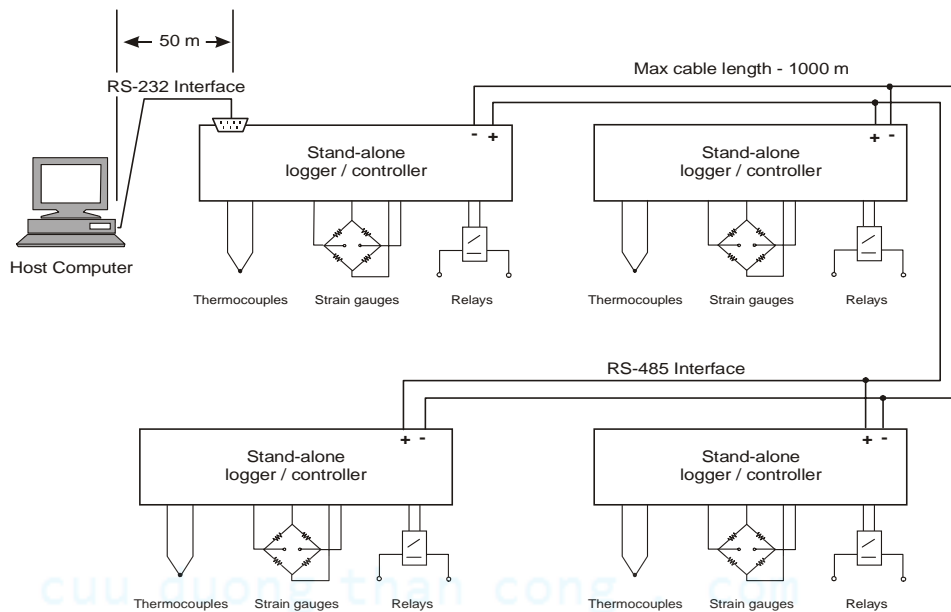 50 m
RS-232 Interface
Max cable length - 1000 m
- +
+ -
Stand-alone
logger / controller
Stand-alone
logger / controller
Host Computer
Thermocouples Strain gauges Relays
Thermocouples Strain gauges Relays
RS-485 Interface
+ -
+ -
Stand-alone
logger / controller
Stand-alone
logger / controller
cuu duong than cong . com
Thermocouples Strain gauges Relays
Thermocouples Strain gauges Relays